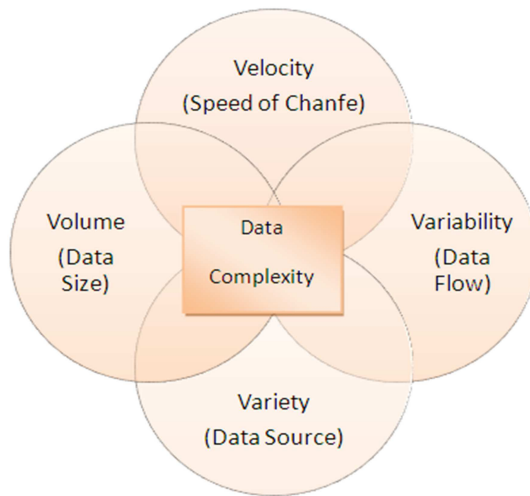 Velocity
(Speed of Chanfe)
Volume
(Data
Size)
Data
Complexity
Variability
(Data
Flow)
Variety
(Data Source)